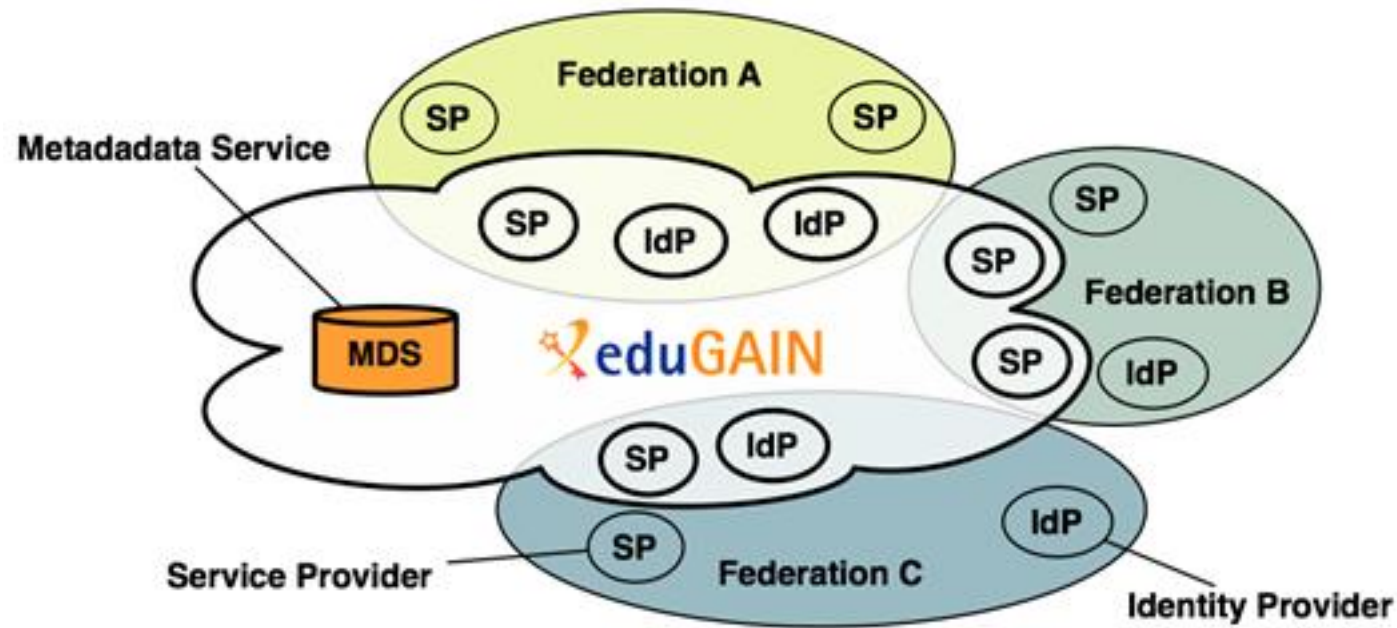 Federation A
SP
SP
Metadadata Service
SP
IdP
IdP
SP
SP
Federation B
MDS
eduGAIN
SP
IdP
SP
IdP
SP
IdP
Federation C
Service Provider
Identity Provider